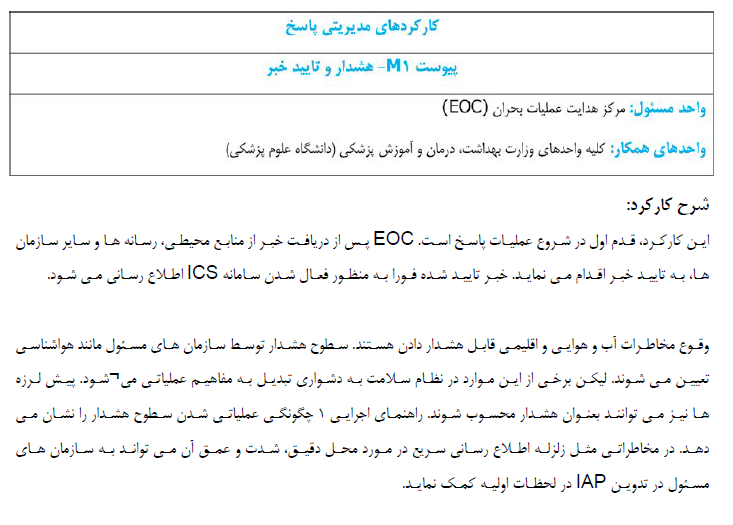 کارکردهای مدیریتی پاسخ
پیوست M۱- هشدار و تایید خبر
واحد مسئول: مرکز هدایت عملیات بحران (EOC)
واحدهای همکار: کلیه واحدهای وزارت بهداشت، درمان و آموزش پزشکی (دانشگاه علوم پزشکی)
شرح کارکرد:
این کارکرد، قدم اول در شروع عملیات پاسخ است. EOC پس از دریافت خبر از منابع محیطی، رسانه ها و سایر سازمان
ها، به تایید خبر اقدام می نماید. خبر تایید شده فورا به منظور فعال شدن سامانه ICS اطلاع رسانی می شود.
وقوع مخاطرات آب و هوایی و اقلیمی قابل هشدار دادن هستند. سطوح هشدار توسط سازمان های مسئول مانند هواشناسی
تعیین می شوند. لیکن برخی از این موارد در نظام سلامت به دشواری تبدیل به مفاهیم عملیاتی می¬شود. پیش لرزه
ها نیز می توانند بعنوان هشدار محسوب شوند. راهنمای اجرایی ۱ چگونگی عملیاتی شدن سطوح هشدار را نشان می
دهد. در مخاطراتی مثل زلزله اطلاع رسانی سریع در مورد محل دقیق، شدت و عمق آن می تواند به سازمان های
مسئول در تدوین IAP در لحظات اولیه کمک نماید.